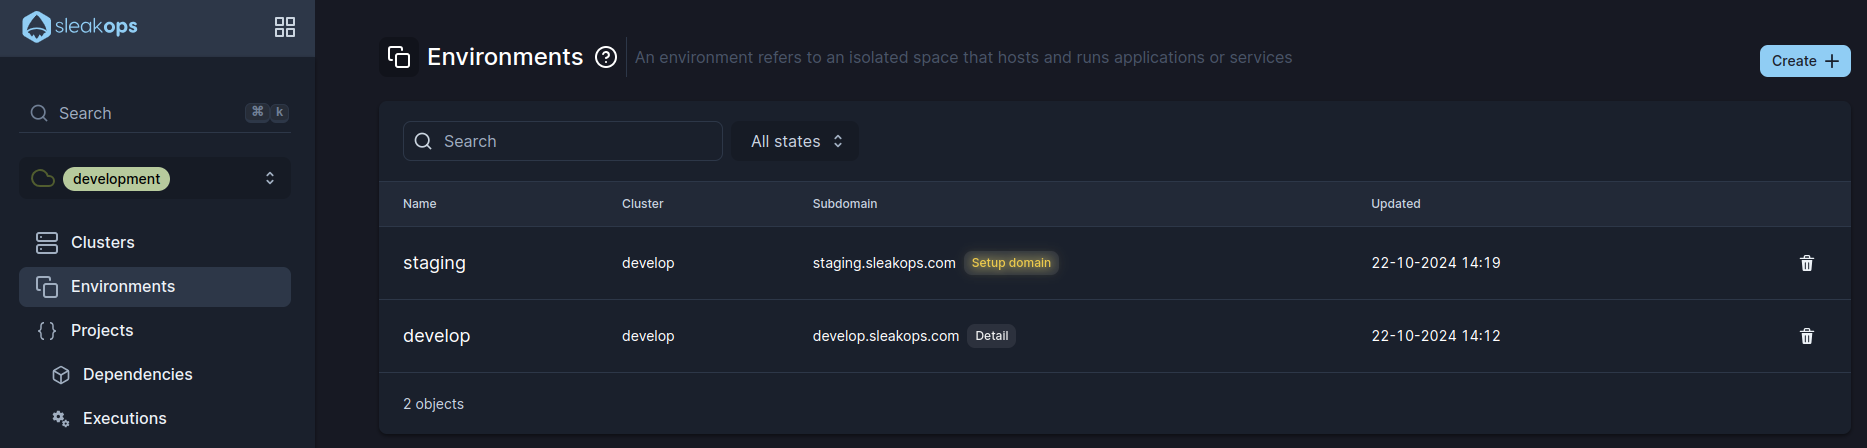 sleakops
Search ⌘ k
development
Clusters
Environments
Projects
Dependencies
Executions
Environments
An environment refers to an isolated space that hosts and runs applications or services
Create +
Search
All states
Name Cluster Subdomain Updated
staging develop staging.sleakops.com Setup domain 22-10-2024 14:19
develop develop develop.sleakops.com Detail 22-10-2024 14:12
2 objects